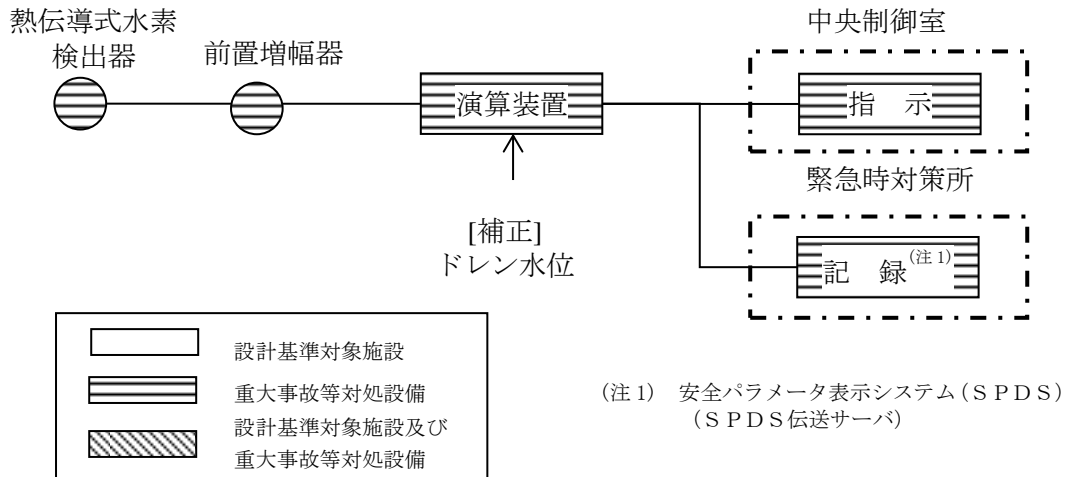 熱伝導式水素
検出器
前置増幅器
演算装置
[補正]
ドレン水位
中央制御室
指　示
緊急時対策所
記　録(注1)
設計基準対象施設
重大事故等対処設備
設計基準対象施設及び
重大事故等対処設備
(注1)　安全パラメータ表示システム(ＳＰＤＳ)
(ＳＰＤＳ伝送サーバ)